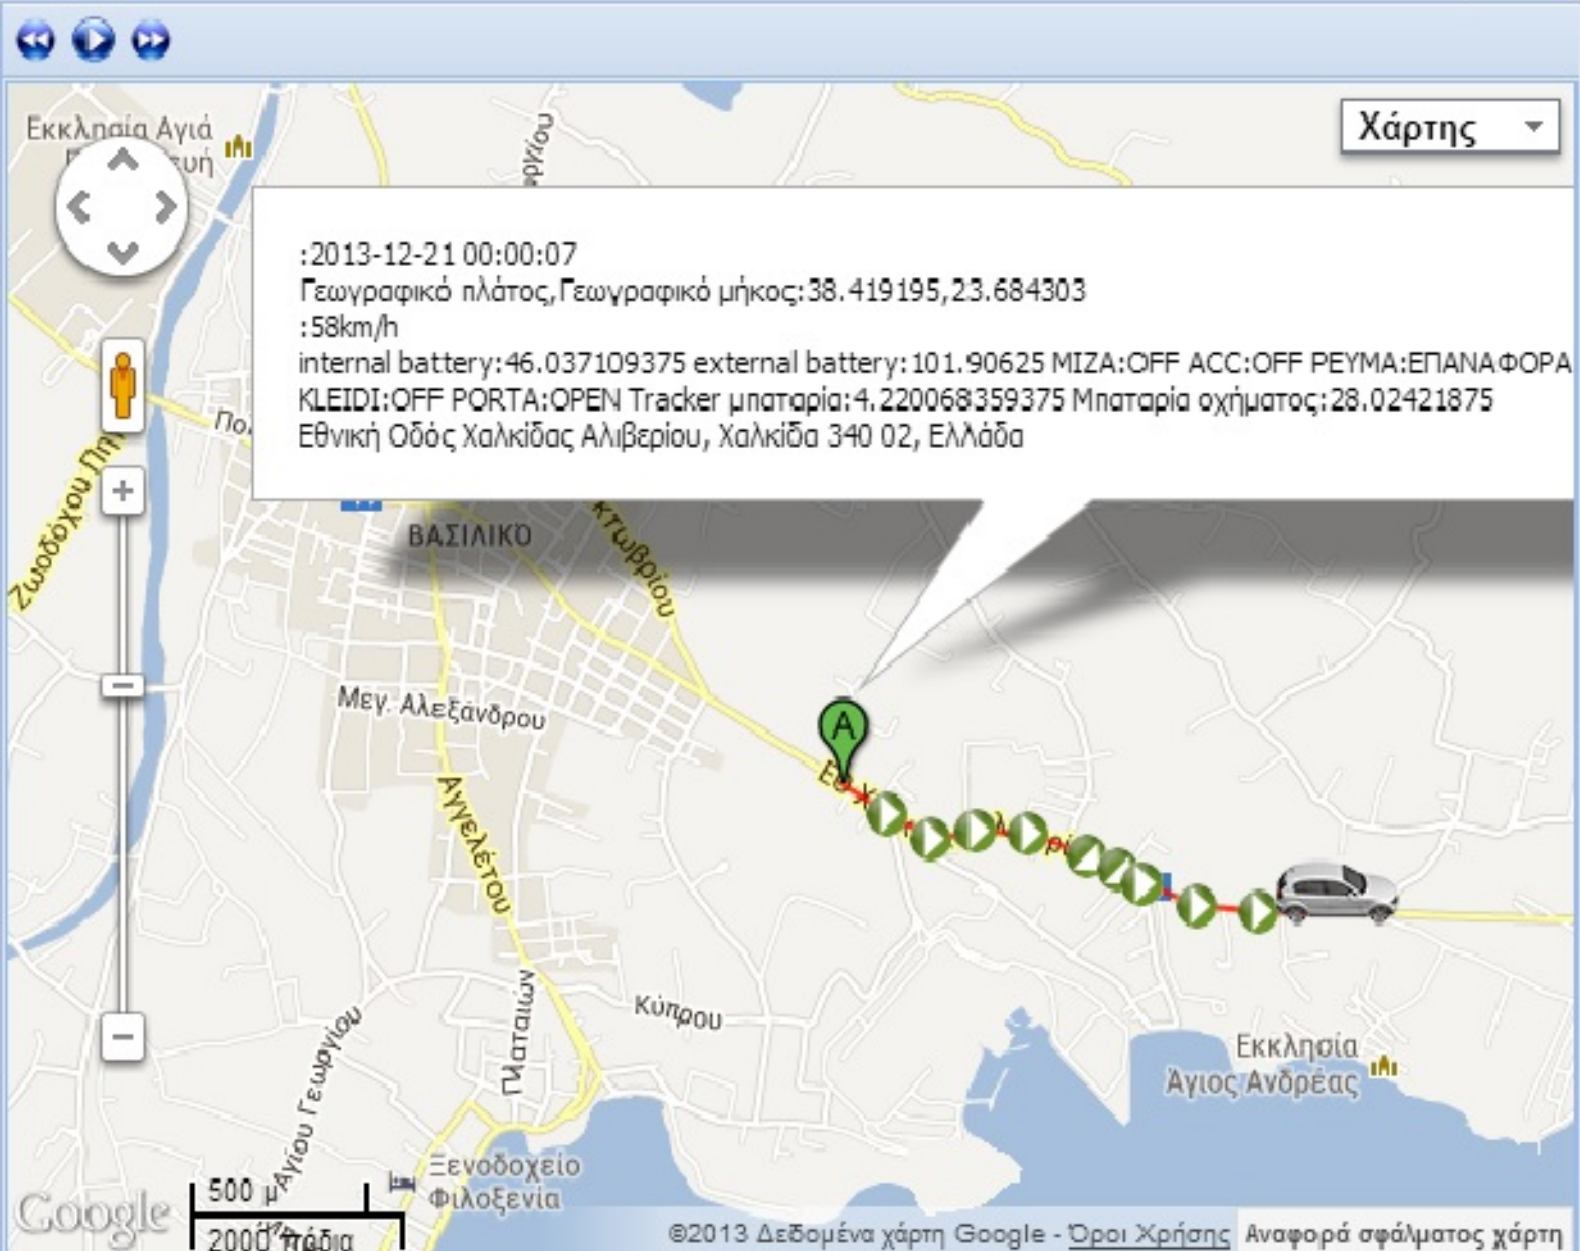 Εκκλησία Αγιά
Χάρτης
:2013-12-21 00:00:07
Γεωγραφικό πλάτος,Γεωγραφικό μήκος:38.419195,23.684303
:58km/h
internal battery:46.037109375 external battery:101.90625 MIZA:OFF ACC:OFF ΡΕΥΜΑ:ΕΠΑΝΑΦΟΡΑ
KLEIDI:OFF PORTA:OPEN Tracker μπαταρία:4.220068359375 Μπαταρία οχήματος:28.02421875
Εθνική Οδός Χαλκίδας Αλιβερίου, Χαλκίδα 340 02, Ελλάδα
Ζωοδόχου
ΒΑΣΙΛΙΚΌ
Μεγ. Αλεξάνδρου
A
Αγγελέτου
Πλαταιών
Κύπρου
Αγίου Γεωργίου
Εκκλησία
Άγιος Ανδρέας
Ξενοδοχείο
Φιλοξενία
Google
500 μ
2000 πόδια
©2013 Δεδομένα χάρτη Google - Όροι Χρήσης
Αναφορά σφάλματος χάρτη